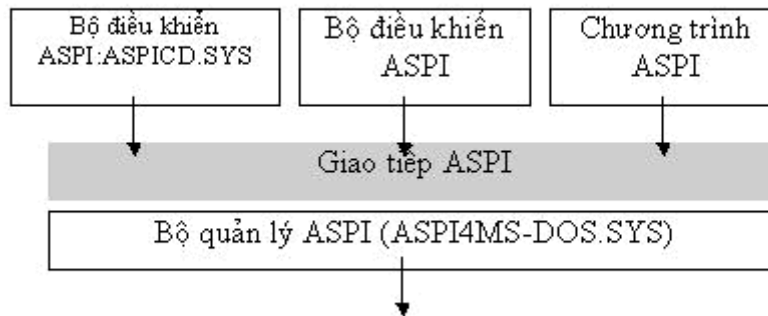 Bộ điều khiển
ASPI:ASPICD.SYS
Bộ điều khiển
ASPI
Chương trình
ASPI
Giao tiếp ASPI
Bộ quản lý ASPI (ASPI4MS-DOS.SYS)